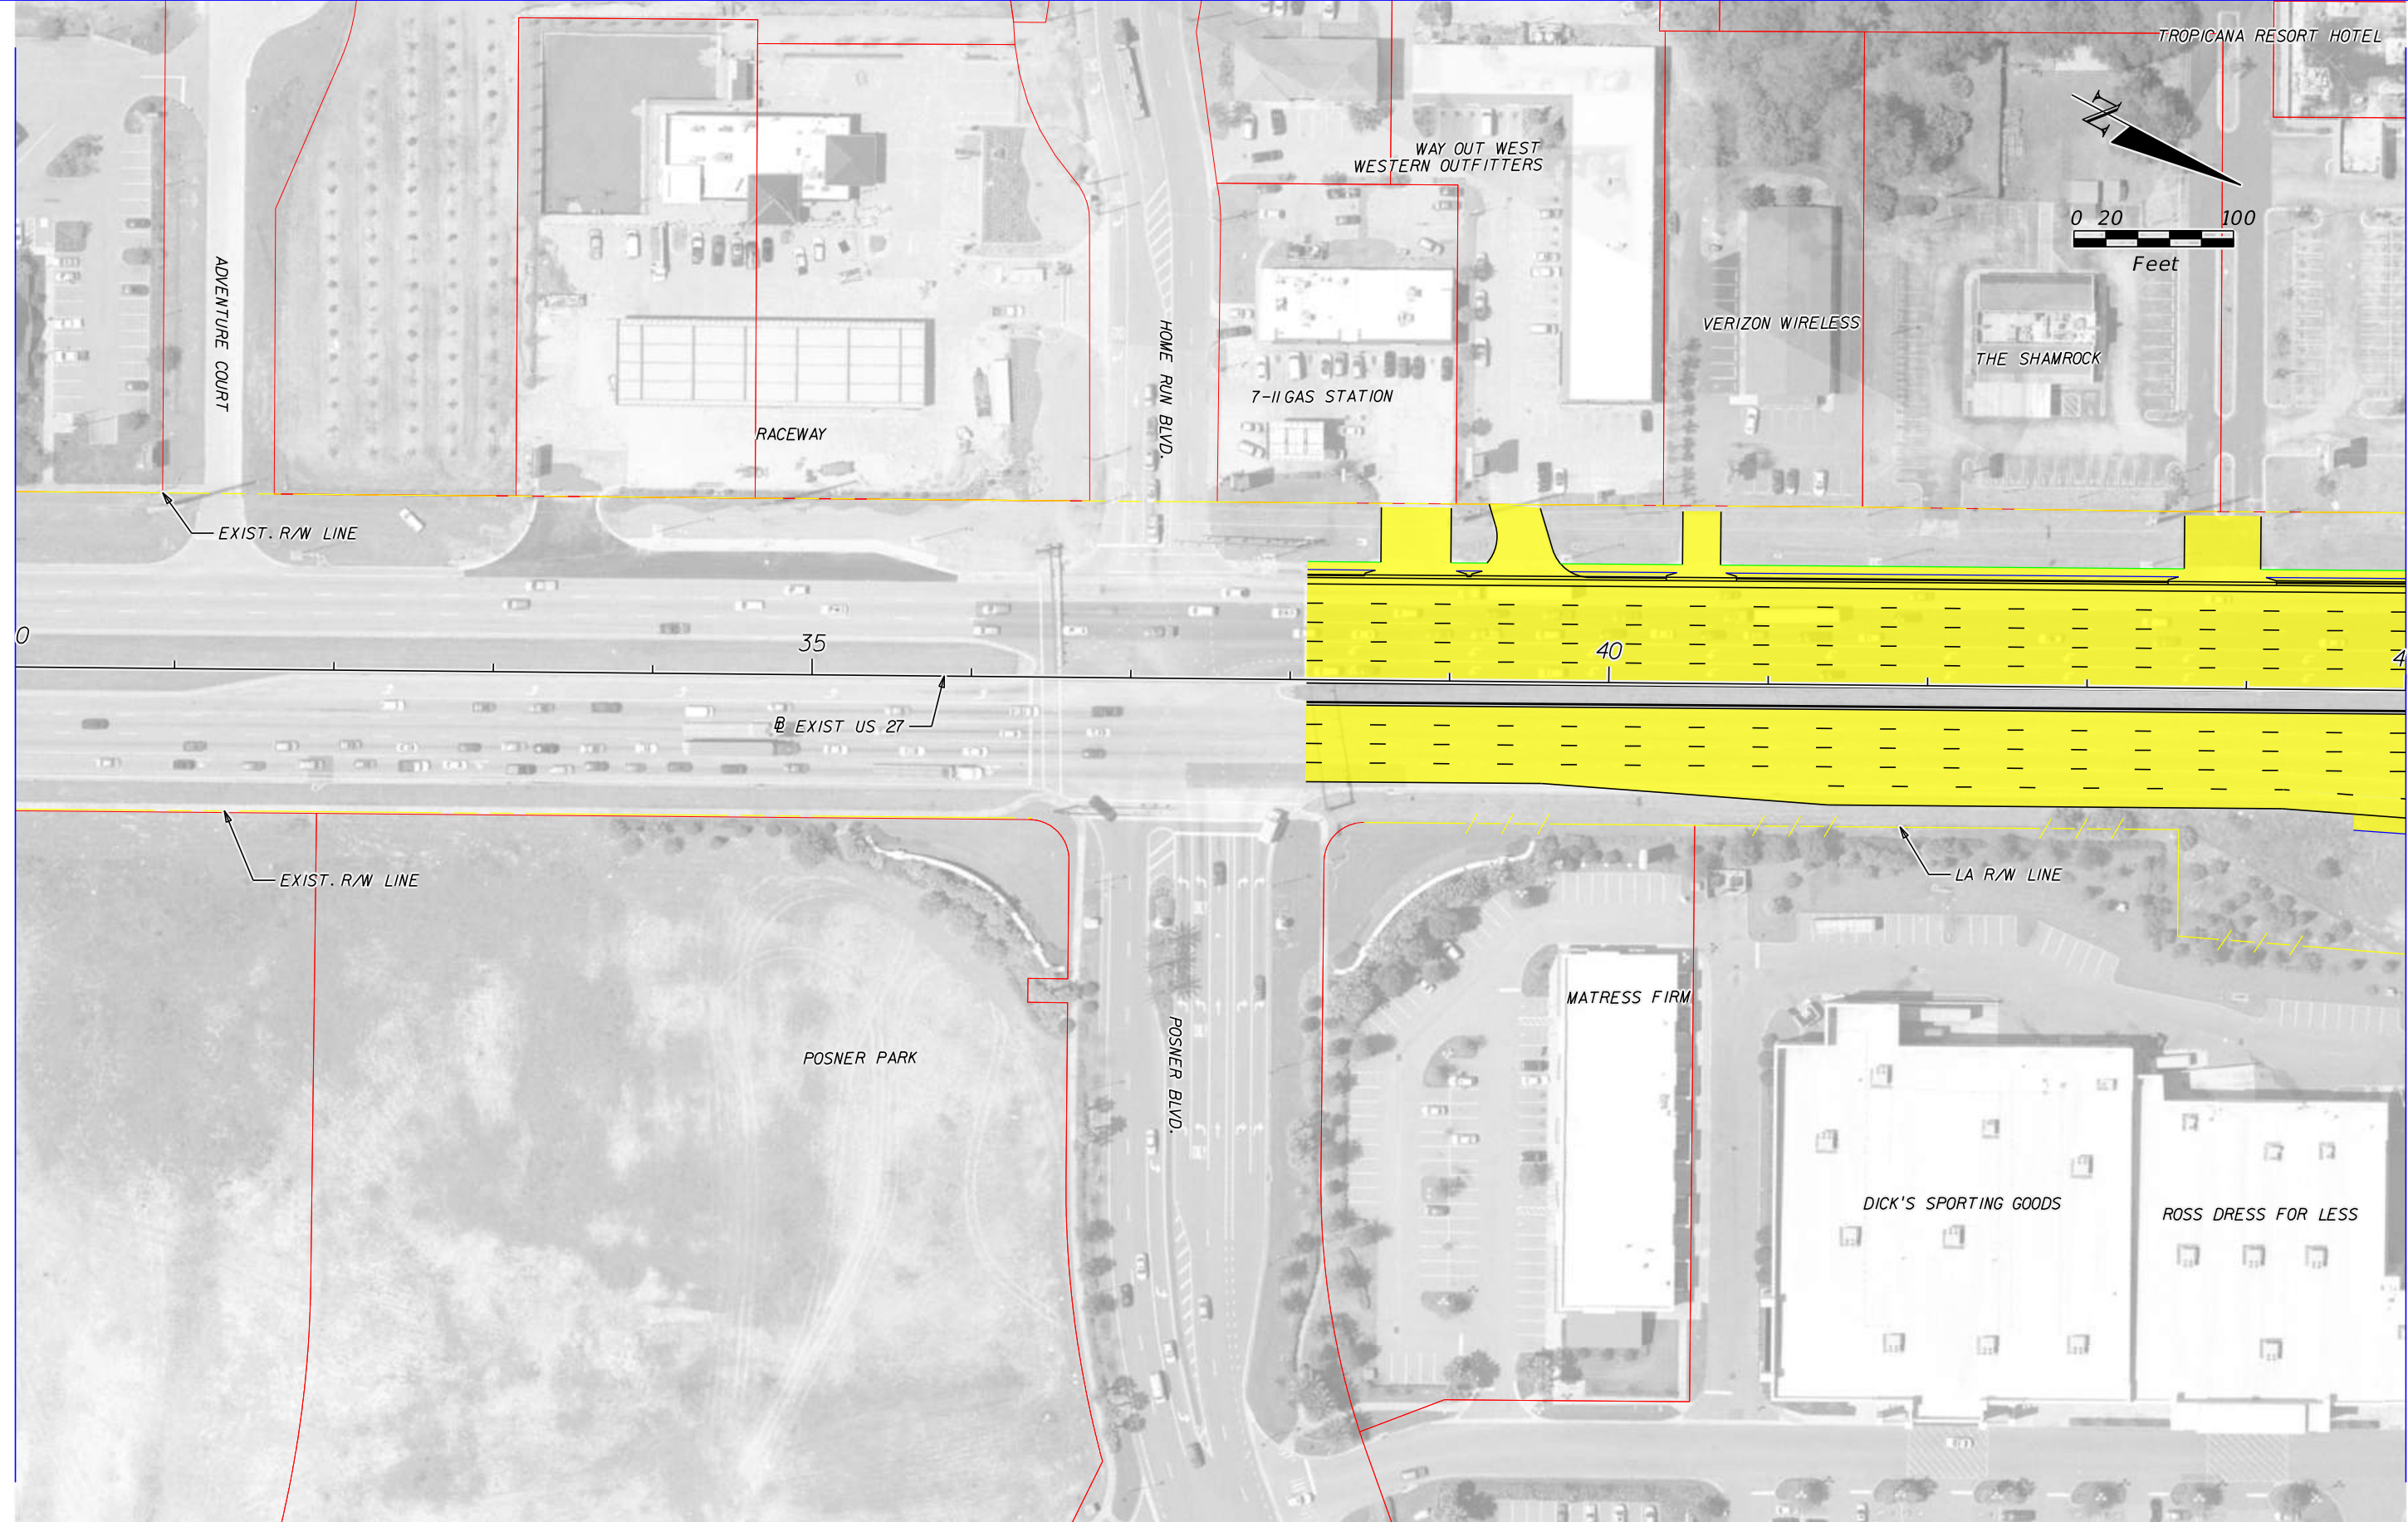 TROPICANA RESORT HOTEL
WAY OUT WEST
WESTERN OUTFITTERS
N
0 20 100
Feet
ADVENTURE COURT
HOME RUN BLVD.
VERIZON WIRELESS
THE SHAMROCK
7-11 GAS STATION
RACEWAY
EXIST. R/W LINE
0
35
40
4
B EXIST US 27
EXIST. R/W LINE
LA R/W LINE
MATRESS FIRM
POSNER PARK
POSNER BLVD.
DICK'S SPORTING GOODS
ROSS DRESS FOR LESS